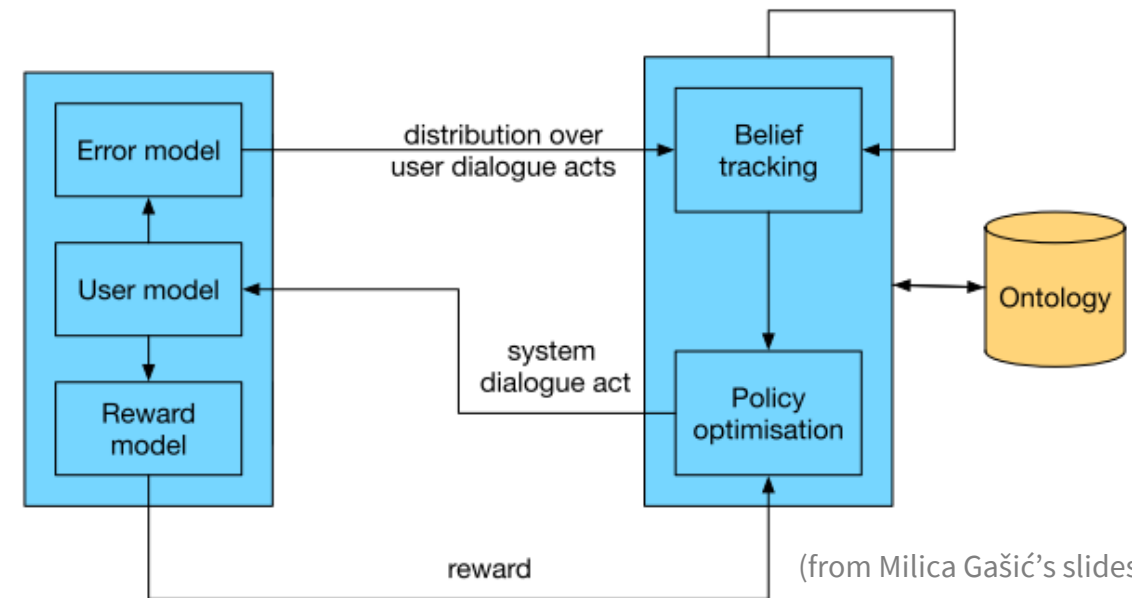 Error model
distribution over
user dialogue acts
Belief
tracking
User model
Ontology
system
dialogue act
Reward
model
Policy
optimisation
reward
(from Milica Gašić’s slides